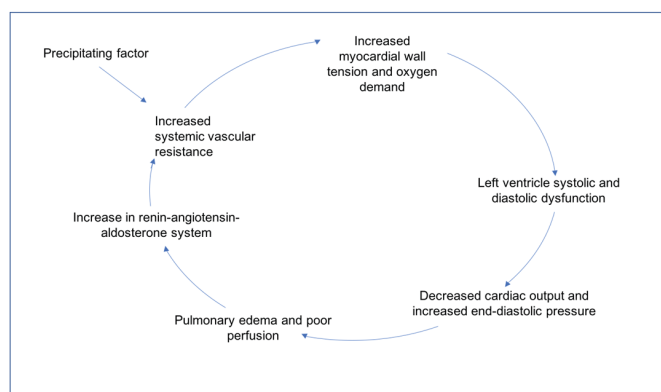 Precipitating factor
Increased
systemic vascular
resistance
Increased
myocardial wall
tension and oxygen
demand
Left ventricle systolic and
diastolic dysfunction
Decreased cardiac output and
increased end-diastolic pressure
Pulmonary edema and poor
perfusion
Increase in renin-angiotensin-
aldosterone system